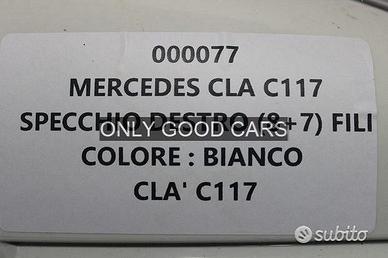 000077
MERCEDES CLA C117
SPECCHIO DESTRO (8+7) FILI
ONLY GOOD CARS
COLORE : BIANCO
CLA' C117
subito